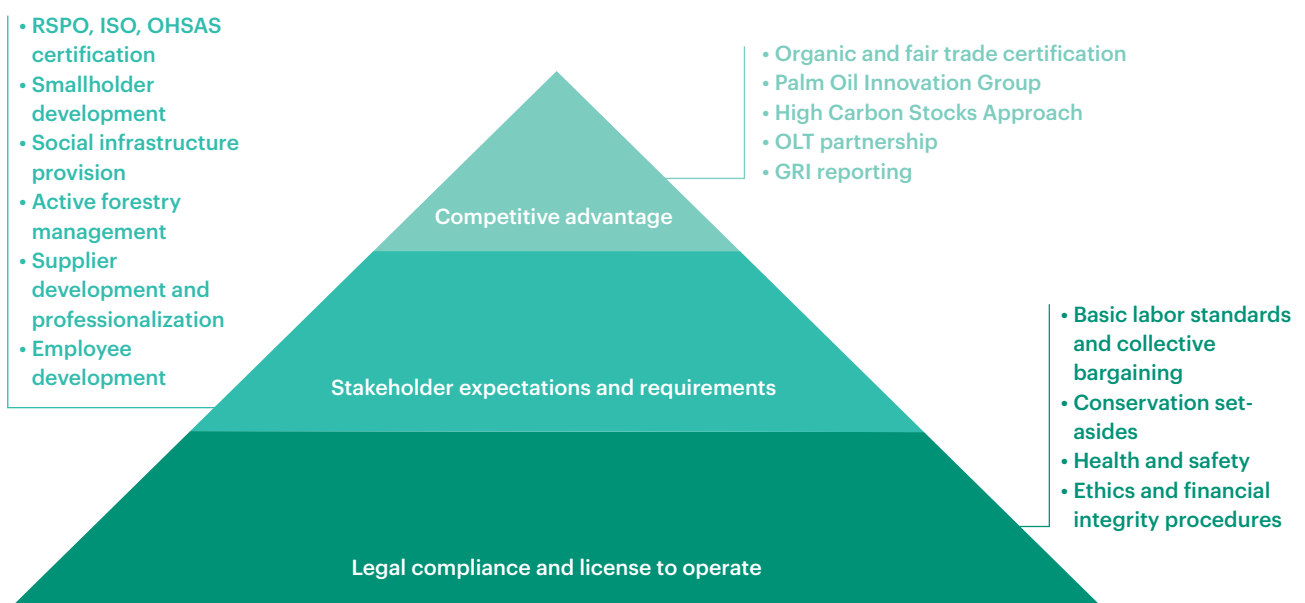 • RSPO, ISO, OHSAS
certification
• Smallholder
development
• Social infrastructure
provision
• Active forestry
management
• Supplier
development and
professionalization
• Employee
development
• Organic and fair trade certification
• Palm Oil Innovation Group
• High Carbon Stocks Approach
• OLT partnership
• GRI reporting
Competitive advantage
Stakeholder expectations and requirements
• Basic labor standards
and collective
bargaining
• Conservation set-
asides
• Health and safety
• Ethics and financial
integrity procedures
Legal compliance and license to operate